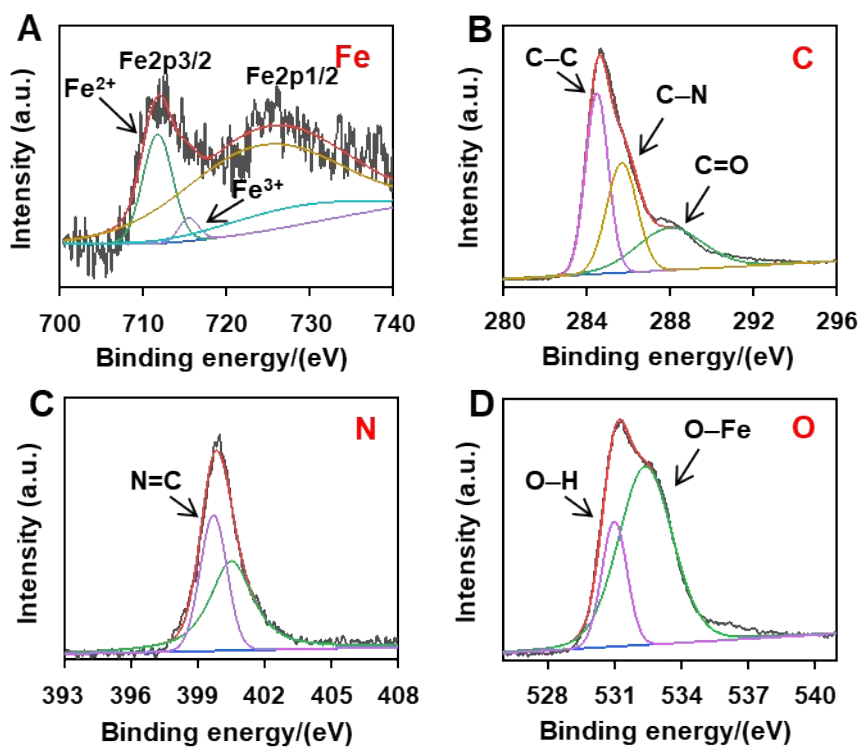 A
Fe
Fe2p3/2
Fe2p1/2
Fe²⁺
Fe³⁺
Intensity (a.u.)
700 710 720 730 740
Binding energy/(eV)
B
C
C–C
C–N
C=O
Intensity (a.u.)
280 284 288 292 296
Binding energy/(eV)
C
N
N=C
Intensity (a.u.)
393 396 399 402 405 408
Binding energy/(eV)
D
O
O–Fe
O–H
Intensity (a.u.)
528 531 534 537 540
Binding energy/(eV)